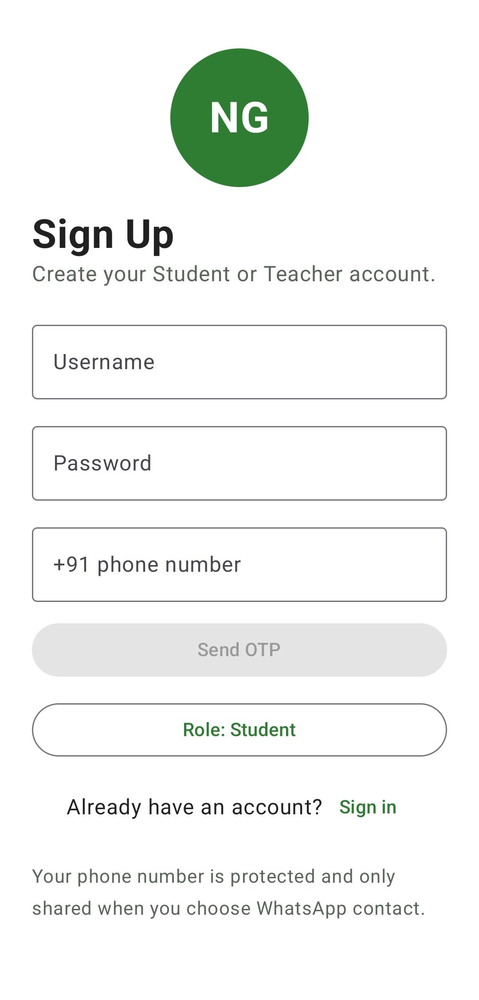 NG
Sign Up
Create your Student or Teacher account.
Username
Password
+91 phone number
Send OTP
Role: Student
Already have an account? Sign in
Your phone number is protected and only
shared when you choose WhatsApp contact.